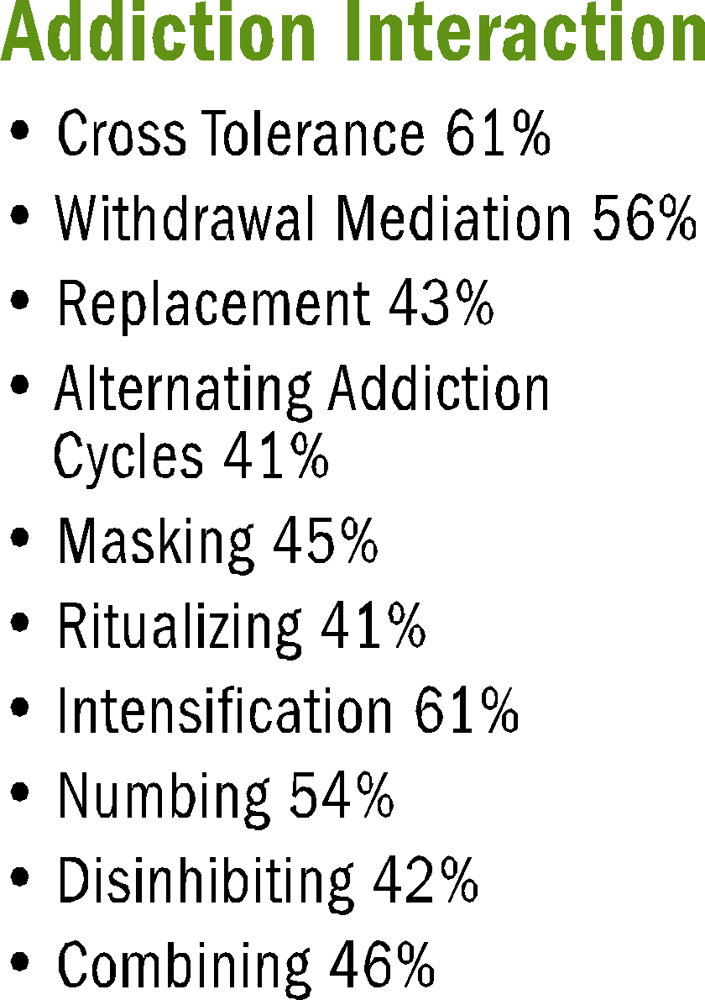 Addiction Interaction
• Cross Tolerance 61%
• Withdrawal Mediation 56%
• Replacement 43%
• Alternating Addiction
Cycles 41%
• Masking 45%
• Ritualizing 41%
• Intensification 61%
• Numbing 54%
• Disinhibiting 42%
• Combining 46%